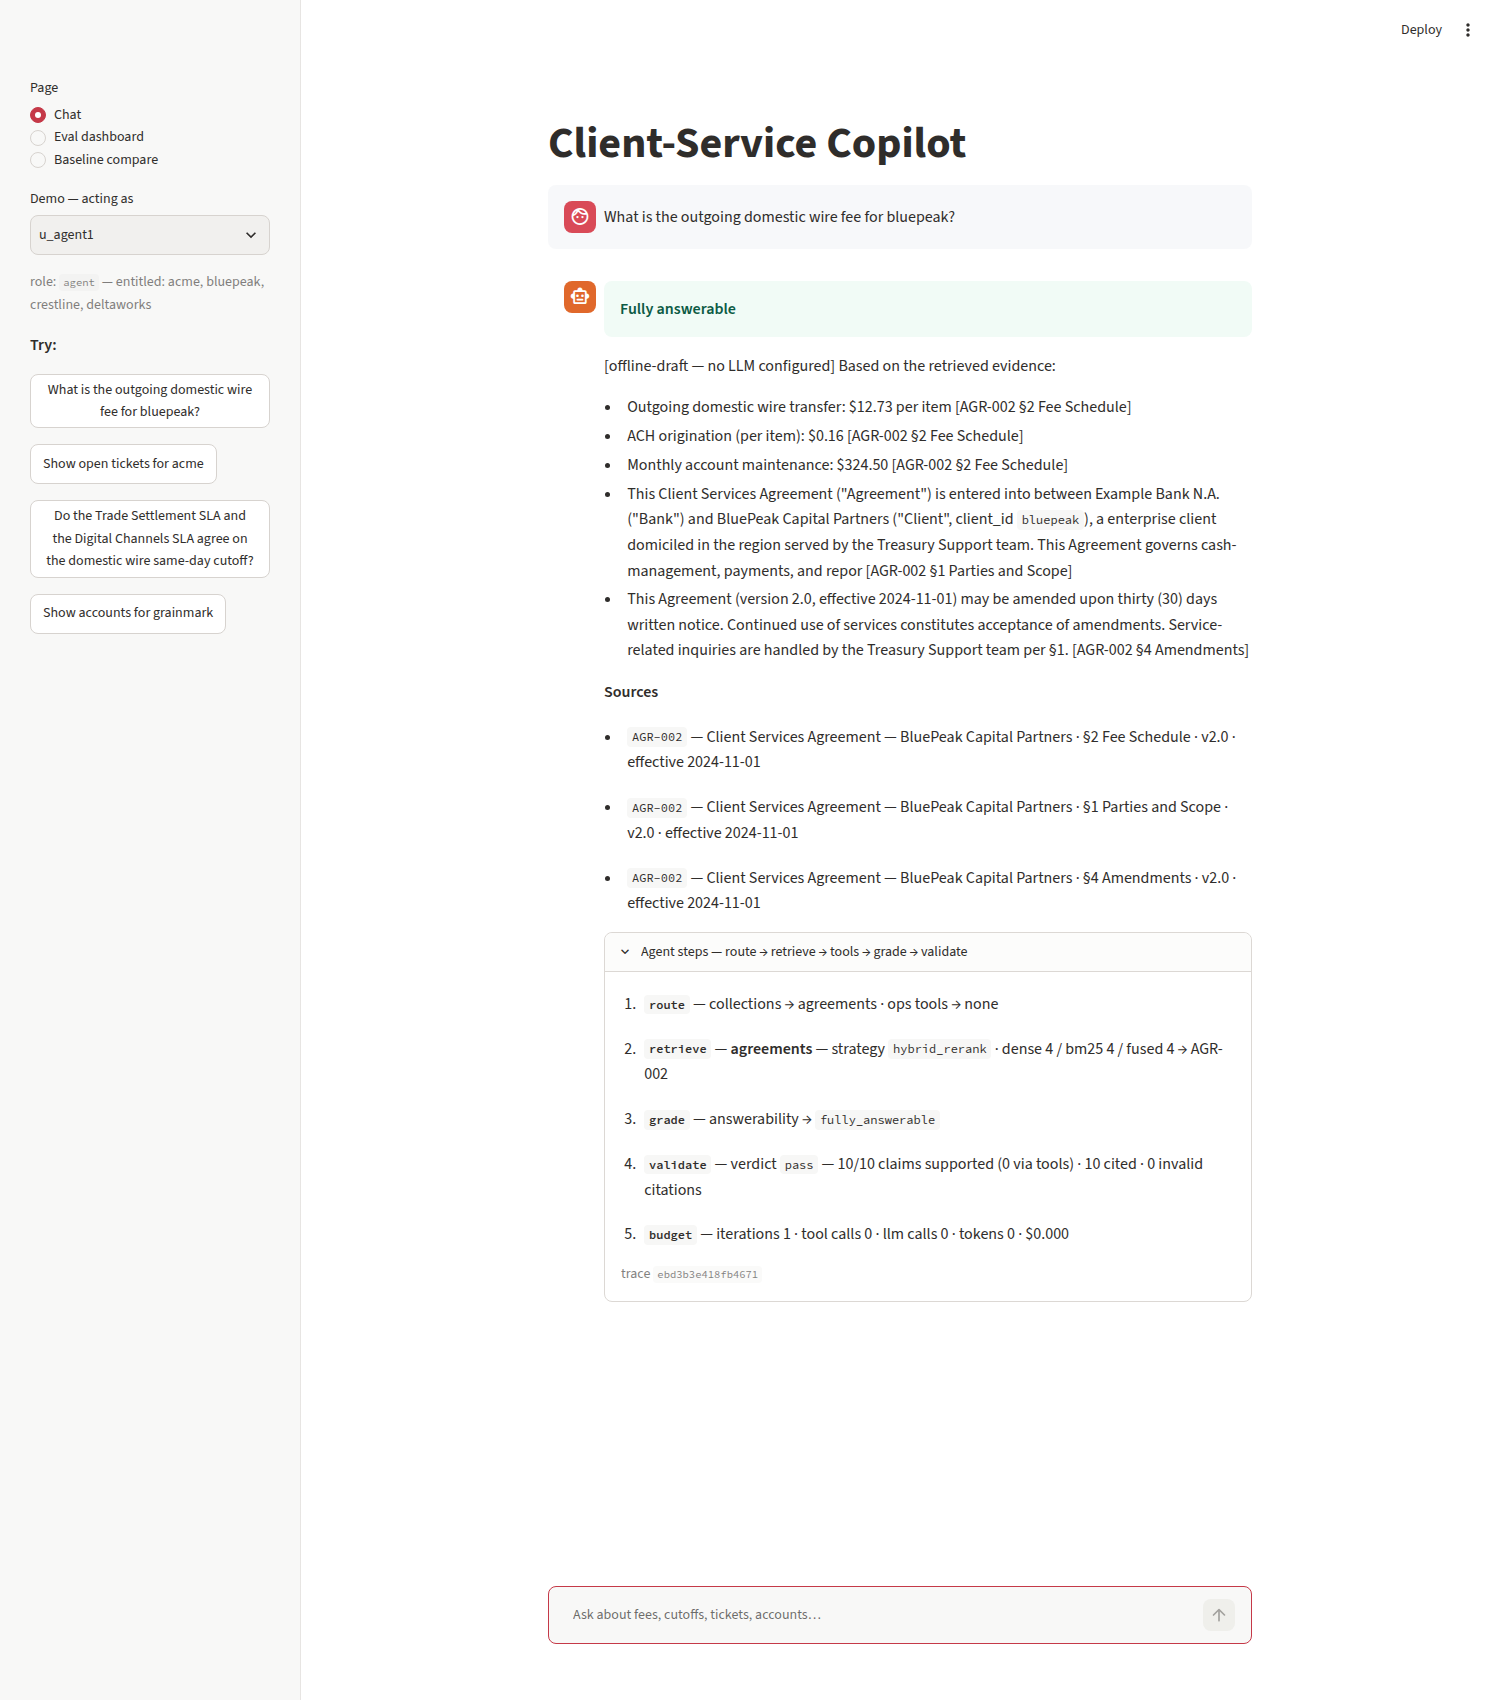 Deploy
Page
Chat
Eval dashboard
Baseline compare
Demo — acting as
u_agent1
role: agent — entitled: acme, bluepeak,
crestline, deltaworks
Try:
What is the outgoing domestic wire
fee for bluepeak?
Show open tickets for acme
Do the Trade Settlement SLA and
the Digital Channels SLA agree on
the domestic wire same-day cutoff?
Show accounts for grainmark
Client-Service Copilot
What is the outgoing domestic wire fee for bluepeak?
Fully answerable
[offline-draft — no LLM configured] Based on the retrieved evidence:
• Outgoing domestic wire transfer: $12.73 per item [AGR-002 §2 Fee Schedule]
• ACH origination (per item): $0.16 [AGR-002 §2 Fee Schedule]
• Monthly account maintenance: $324.50 [AGR-002 §2 Fee Schedule]
• This Client Services Agreement ("Agreement") is entered into between Example Bank N.A.
("Bank") and BluePeak Capital Partners ("Client", client_id bluepeak ), a enterprise client
domiciled in the region served by the Treasury Support team. This Agreement governs cash-
management, payments, and repor [AGR-002 §1 Parties and Scope]
• This Agreement (version 2.0, effective 2024-11-01) may be amended upon thirty (30) days
written notice. Continued use of services constitutes acceptance of amendments. Service-
related inquiries are handled by the Treasury Support team per §1. [AGR-002 §4 Amendments]
Sources
• AGR-002 — Client Services Agreement — BluePeak Capital Partners · §2 Fee Schedule · v2.0 ·
effective 2024-11-01
• AGR-002 — Client Services Agreement — BluePeak Capital Partners · §1 Parties and Scope ·
v2.0 · effective 2024-11-01
• AGR-002 — Client Services Agreement — BluePeak Capital Partners · §4 Amendments · v2.0 ·
effective 2024-11-01
Agent steps — route → retrieve → tools → grade → validate
1. route — collections → agreements · ops tools → none
2. retrieve — agreements — strategy hybrid_rerank · dense 4 / bm25 4 / fused 4 → AGR-
002
3. grade — answerability → fully_answerable
4. validate — verdict pass — 10/10 claims supported (0 via tools) · 10 cited · 0 invalid
citations
5. budget — iterations 1 · tool calls 0 · llm calls 0 · tokens 0 · $0.000
trace ebd3b3e418fb4671
Ask about fees, cutoffs, tickets, accounts…